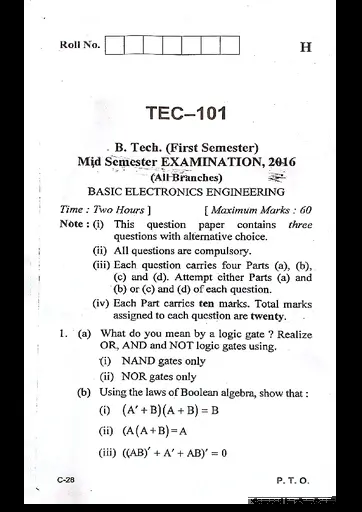 Roll No.
H
TEC–101
B. Tech. (First Semester)
Mid Semester EXAMINATION, 2016
(All Branches)
BASIC ELECTRONICS ENGINEERING
Time : Two Hours ] [ Maximum Marks : 60
Note : (i) This question paper contains three
questions with alternative choice.
(ii) All questions are compulsory.
(iii) Each question carries four Parts (a), (b),
(c) and (d). Attempt either Parts (a) and
(b) or (c) and (d) of each question.
(iv) Each Part carries ten marks. Total marks
assigned to each question are twenty.
1. (a) What do you mean by a logic gate ? Realize
OR, AND and NOT logic gates using.
(i) NAND gates only
(ii) NOR gates only
(b) Using the laws of Boolean algebra, show that :
(i) (A′ + B)(A + B) = B
(ii) (A(A + B) = A
(iii) ((AB)′ + A′ + AB)′ = 0
C-28 P. T. O.